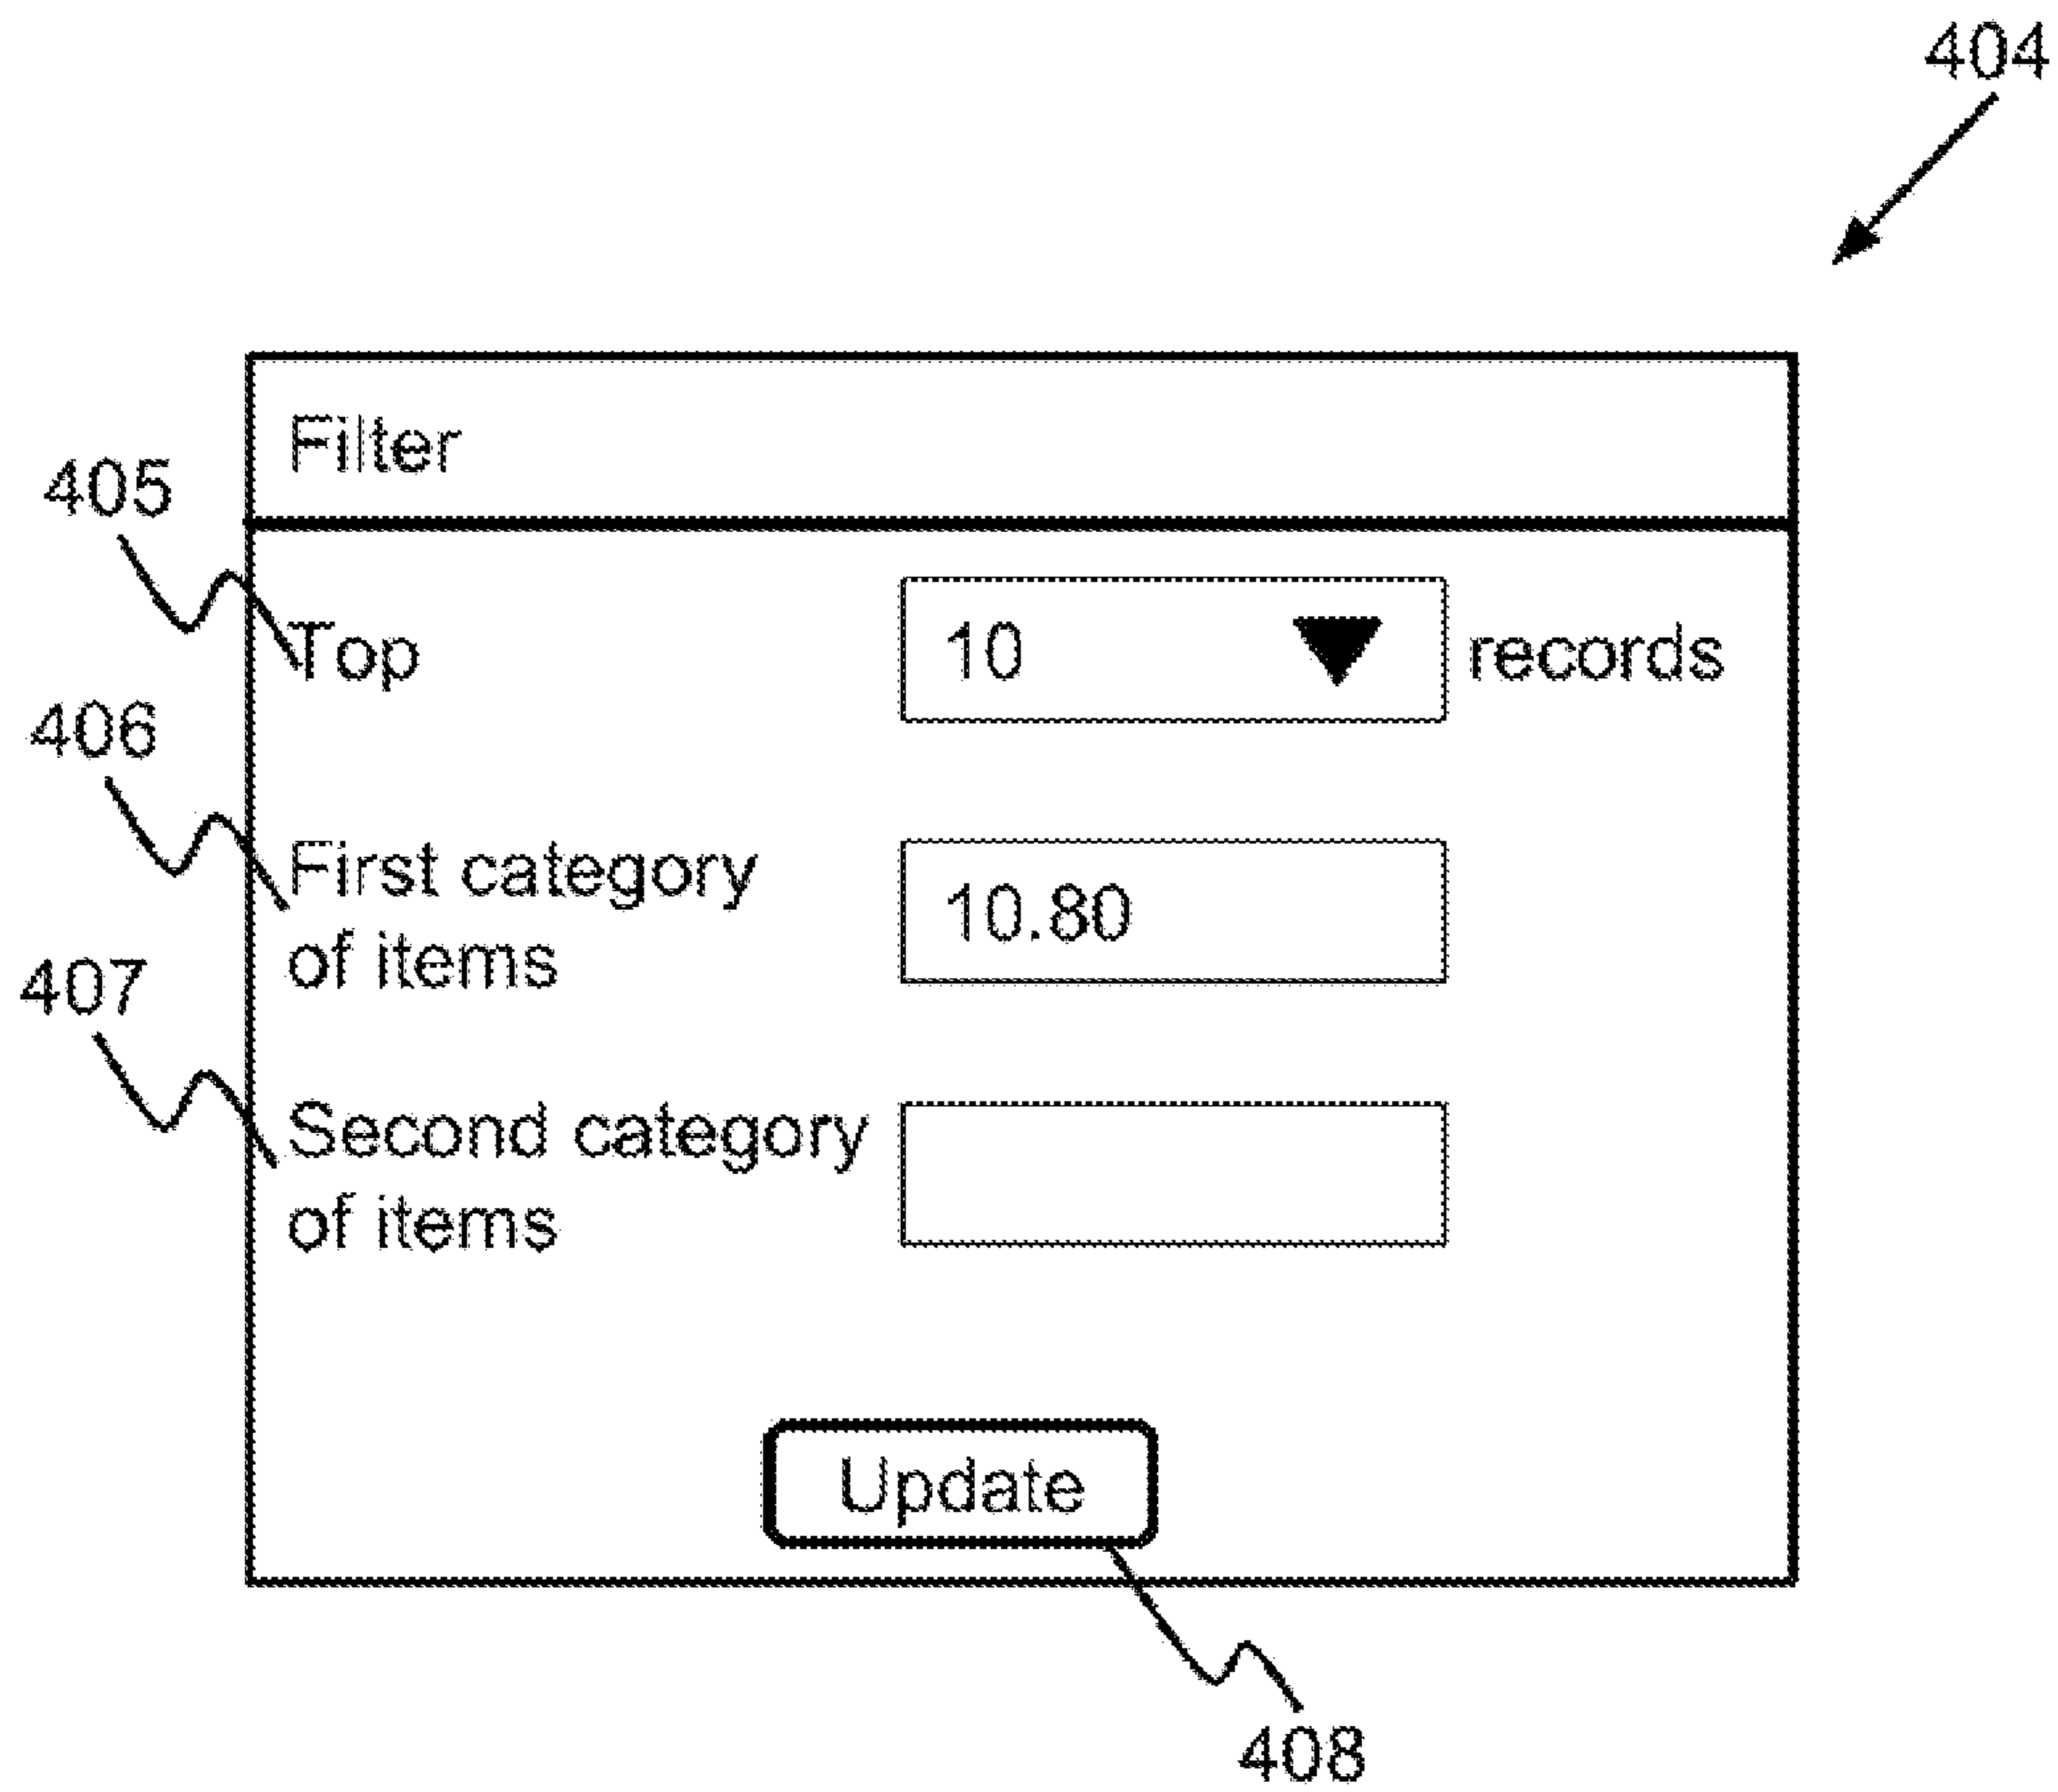 404
Filter
405
Top 10 records
406
First category
of items
10.80
407
Second category
of items
Update
408